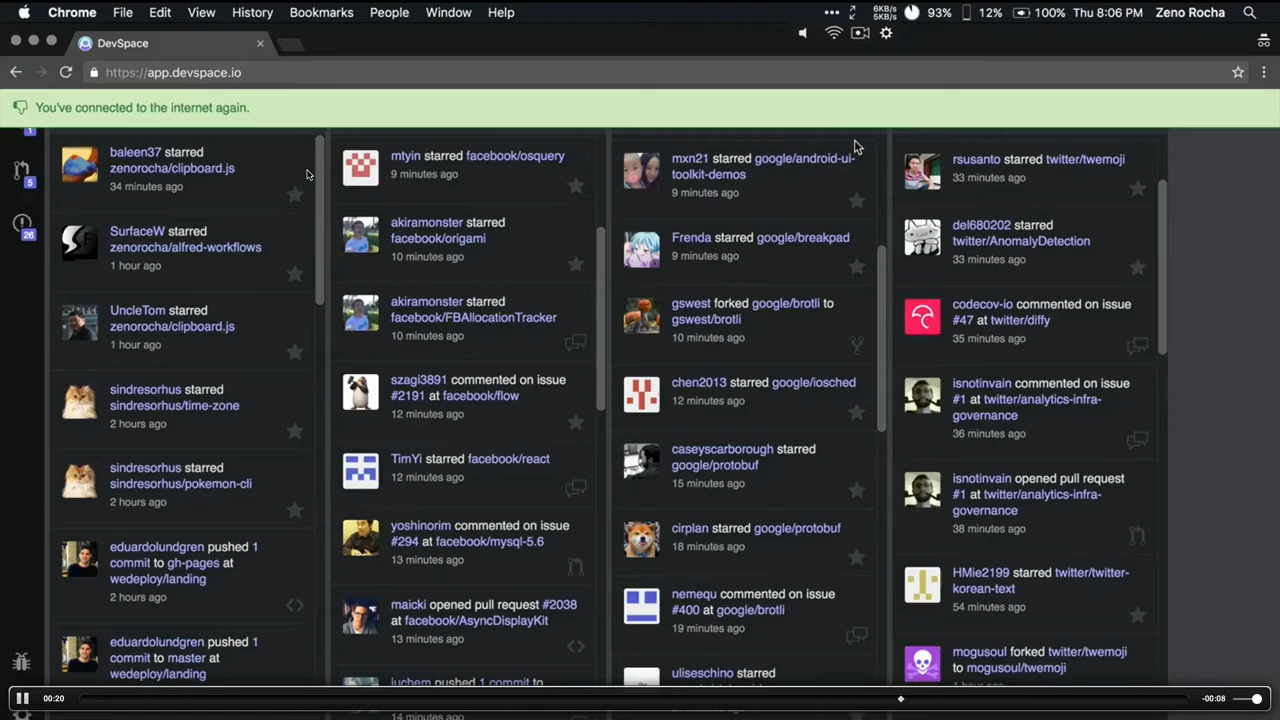 Chrome File Edit View History Bookmarks People Window Help
6KB/s
5KB/s
93% 12% 100% Thu 8:06 PM Zeno Rocha
DevSpace
https://app.devspace.io
You've connected to the internet again.
1
5
26
baleen37 starred
zenorocha/clipboard.js
34 minutes ago
SurfaceW starred
zenorocha/alfred-workflows
1 hour ago
UncleTom starred
zenorocha/clipboard.js
1 hour ago
sindresorhus starred
sindresorhus/time-zone
2 hours ago
sindresorhus starred
sindresorhus/pokemon-cli
2 hours ago
eduardolundgren pushed 1
commit to gh-pages at
wedeploy/landing
2 hours ago
eduardolundgren pushed 1
commit to master at
wedeploy/landing
mtyin starred facebook/osquery
9 minutes ago
akiramonster starred
facebook/origami
10 minutes ago
akiramonster starred
facebook/FBAllocationTracker
10 minutes ago
szagi3891 commented on issue
#2191 at facebook/flow
12 minutes ago
TimYi starred facebook/react
12 minutes ago
yoshinorim commented on issue
#294 at facebook/mysql-5.6
13 minutes ago
maicki opened pull request #2038
at facebook/AsyncDisplayKit
13 minutes ago
pushed 1 commit to
14 minutes ago
mxn21 starred google/android-ui-
toolkit-demos
9 minutes ago
Frenda starred google/breakpad
9 minutes ago
gswest forked google/brotli to
gswest/brotli
10 minutes ago
chen2013 starred google/iosched
12 minutes ago
caseyscarborough starred
google/protobuf
15 minutes ago
cirplan starred google/protobuf
18 minutes ago
nemequ commented on issue
#400 at google/brotli
19 minutes ago
uliseschino starred
rsusanto starred twitter/twemoji
33 minutes ago
del680202 starred
twitter/AnomalyDetection
33 minutes ago
codecov-io commented on issue
#47 at twitter/diffy
35 minutes ago
isnotinvain commented on issue
#1 at twitter/analytics-infra-
governance
36 minutes ago
isnotinvain opened pull request
#1 at twitter/analytics-infra-
governance
38 minutes ago
HMie2199 starred twitter/twitter-
korean-text
54 minutes ago
mogusoul forked twitter/twemoji
to mogusoul/twemoji
00:20
-00:08